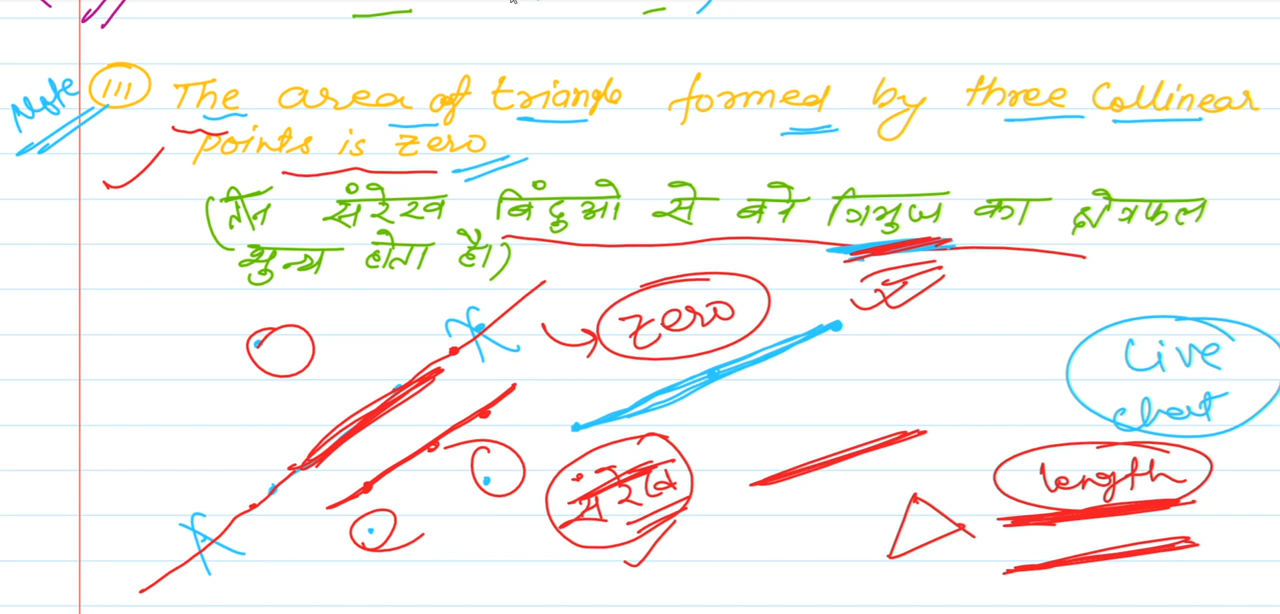 Note (III) The area of triangle formed by three Collinear
points is zero
(तीन संरेख बिंदुओ से बने त्रिभुज का क्षेत्रफल
शुन्य होता है।)
zero
Live
chat
संरेख
length